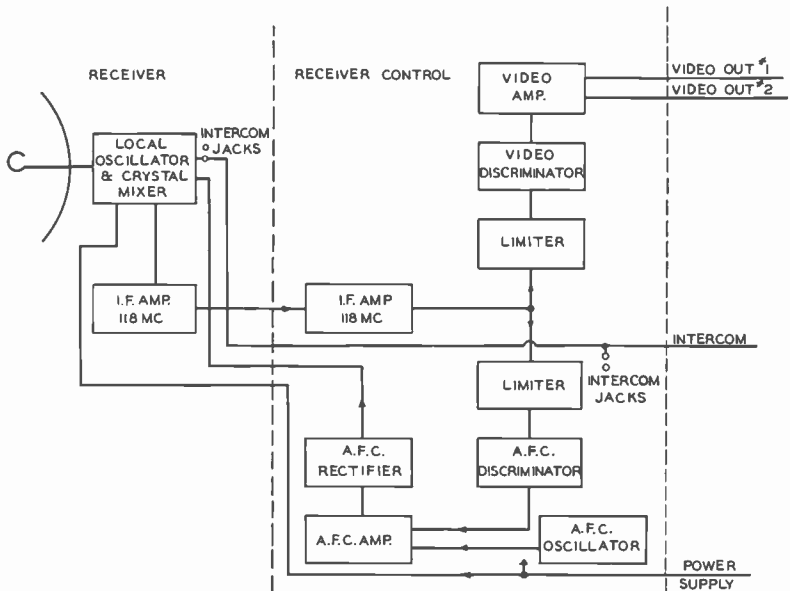 RECEIVER
RECEIVER CONTROL
VIDEO
AMP.
VIDEO OUT #1
VIDEO OUT #2
LOCAL
OSCILLATOR
& CRYSTAL
MIXER
INTERCOM
JACKS
VIDEO
DISCRIMINATOR
LIMITER
I.F. AMP.
118 MC
I.F. AMP
118 MC
INTERCOM
LIMITER
INTERCOM
JACKS
A.F.C.
RECTIFIER
A.F.C.
DISCRIMINATOR
A.F.C. AMP.
A.F.C.
OSCILLATOR
POWER
SUPPLY